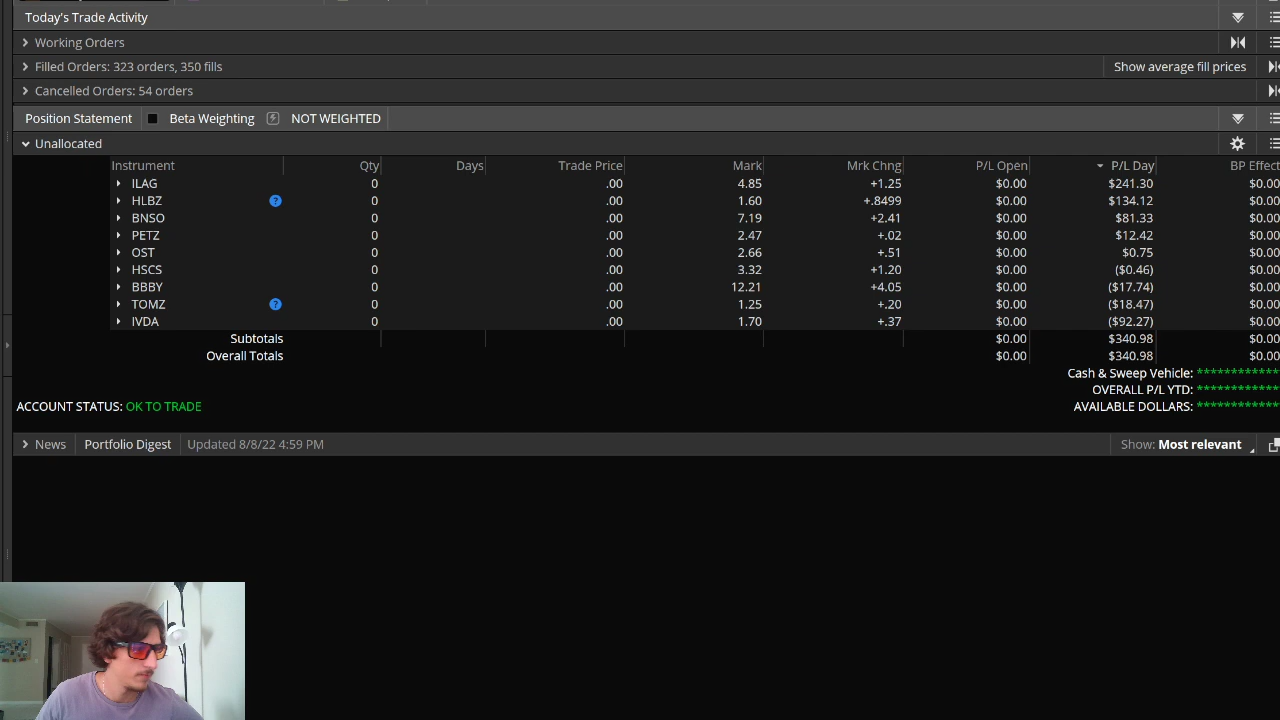 Today's Trade Activity
Working Orders
Filled Orders: 323 orders, 350 fills Show average fill prices
Cancelled Orders: 54 orders
Position Statement Beta Weighting NOT WEIGHTED
Unallocated
Instrument Qty Days Trade Price Mark Mrk Chng P/L Open P/L Day BP Effect
ILAG 0 .00 4.85 +1.25 $0.00 $241.30 $0.00
HLBZ ? 0 .00 1.60 +.8499 $0.00 $134.12 $0.00
BNSO 0 .00 7.19 +2.41 $0.00 $81.33 $0.00
PETZ 0 .00 2.47 +.02 $0.00 $12.42 $0.00
OST 0 .00 2.66 +.51 $0.00 $0.75 $0.00
HSCS 0 .00 3.32 +1.20 $0.00 ($0.46) $0.00
BBBY 0 .00 12.21 +4.05 $0.00 ($17.74) $0.00
TOMZ ? 0 .00 1.25 +.20 $0.00 ($18.47) $0.00
IVDA 0 .00 1.70 +.37 $0.00 ($92.27) $0.00
Subtotals $0.00 $340.98 $0.00
Overall Totals $0.00 $340.98 $0.00
Cash & Sweep Vehicle: ************
OVERALL P/L YTD: ************
ACCOUNT STATUS: OK TO TRADE AVAILABLE DOLLARS: ************
News Portfolio Digest Updated 8/8/22 4:59 PM Show: Most relevant